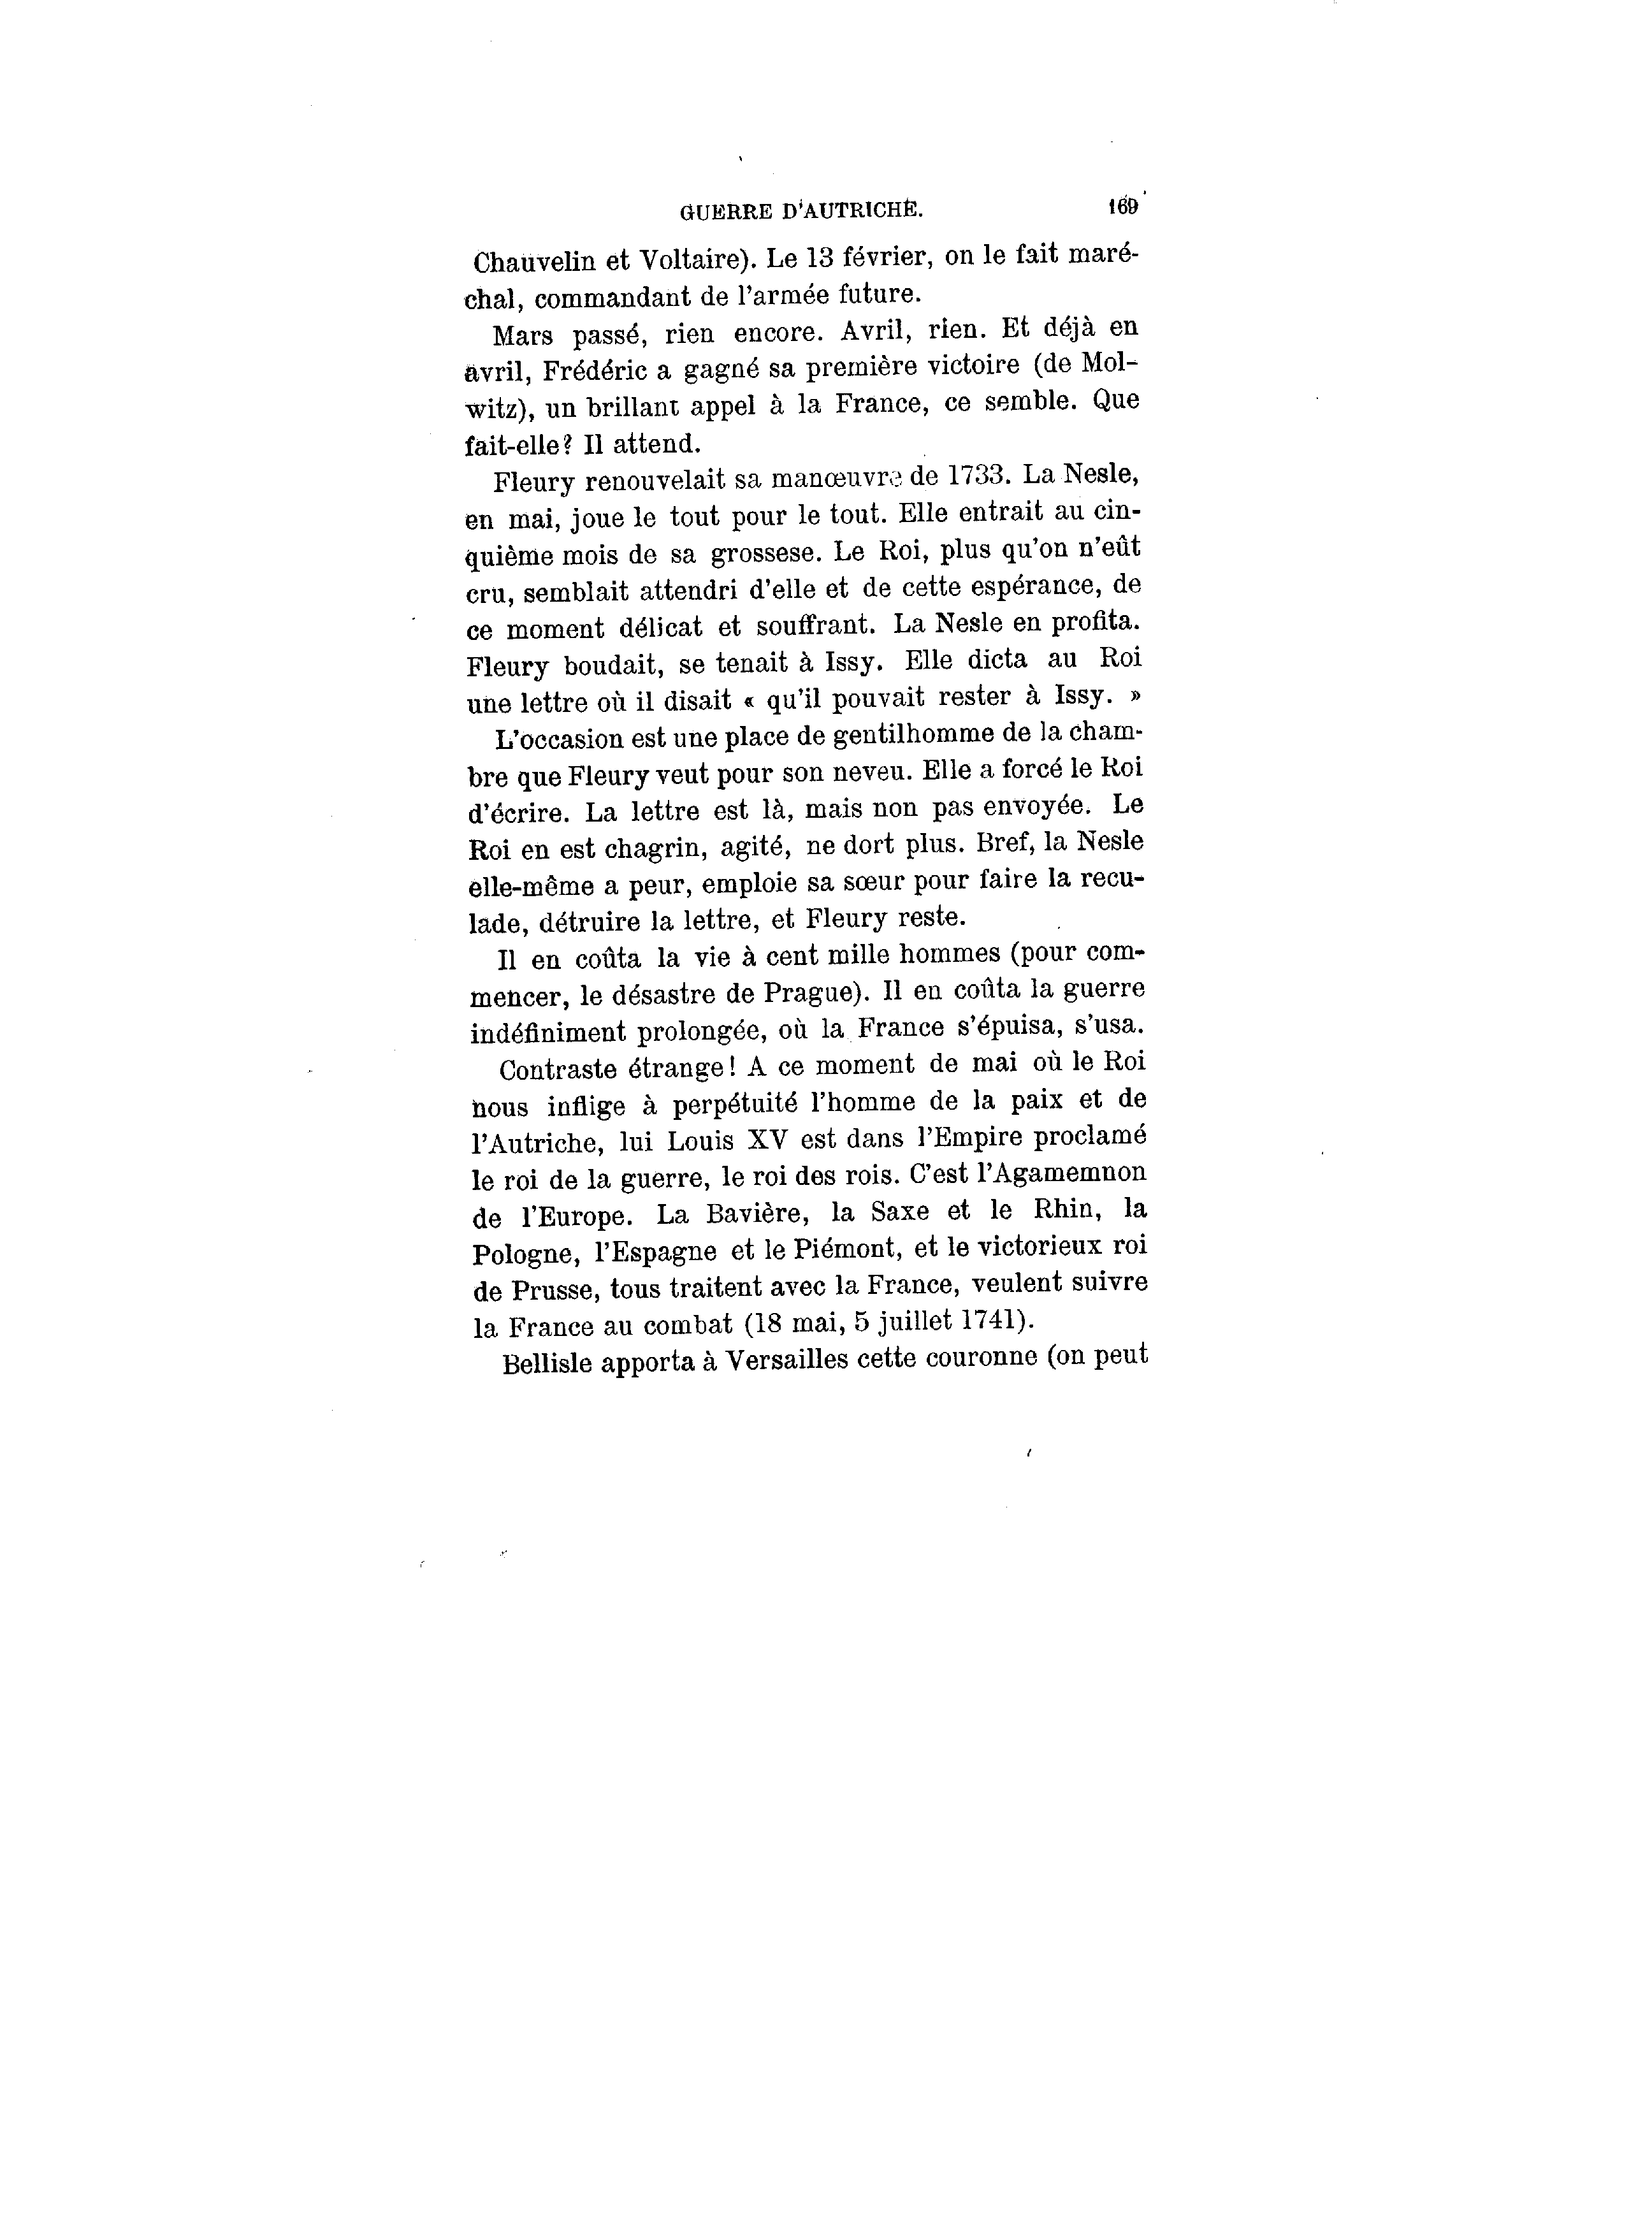 GUERRE D'AUTRICHE. 169
Chauvelin et Voltaire). Le 13 février, on le fait maré-
chal, commandant de l'armée future.
Mars passé, rien encore. Avril, rien. Et déjà en
avril, Frédéric a gagné sa première victoire (de Mol-
witz), un brillant appel à la France, ce semble. Que
fait-elle? Il attend.
Fleury renouvelait sa manœuvre de 1733. La Nesle,
en mai, joue le tout pour le tout. Elle entrait au cin-
quième mois de sa grossese. Le Roi, plus qu'on n'eût
cru, semblait attendri d'elle et de cette espérance, de
ce moment délicat et souffrant. La Nesle en profita.
Fleury boudait, se tenait à Issy. Elle dicta au Roi
une lettre où il disait « qu'il pouvait rester à Issy. »
L'occasion est une place de gentilhomme de la cham-
bre que Fleury veut pour son neveu. Elle a forcé le Roi
d'écrire. La lettre est là, mais non pas envoyée. Le
Roi en est chagrin, agité, ne dort plus. Bref, la Nesle
elle-même a peur, emploie sa sœur pour faire la recu-
lade, détruire la lettre, et Fleury reste.
Il en coûta la vie à cent mille hommes (pour com-
mencer, le désastre de Prague). Il en coûta la guerre
indéfiniment prolongée, où la France s'épuisa, s'usa.
Contraste étrange! A ce moment de mai où le Roi
nous inflige à perpétuité l'homme de la paix et de
l'Autriche, lui Louis XV est dans l'Empire proclamé
le roi de la guerre, le roi des rois. C'est l'Agamemnon
de l'Europe. La Bavière, la Saxe et le Rhin, la
Pologne, l'Espagne et le Piémont, et le victorieux roi
de Prusse, tous traitent avec la France, veulent suivre
la France au combat (18 mai, 5 juillet 1741).
Bellisle apporta à Versailles cette couronne (on peut